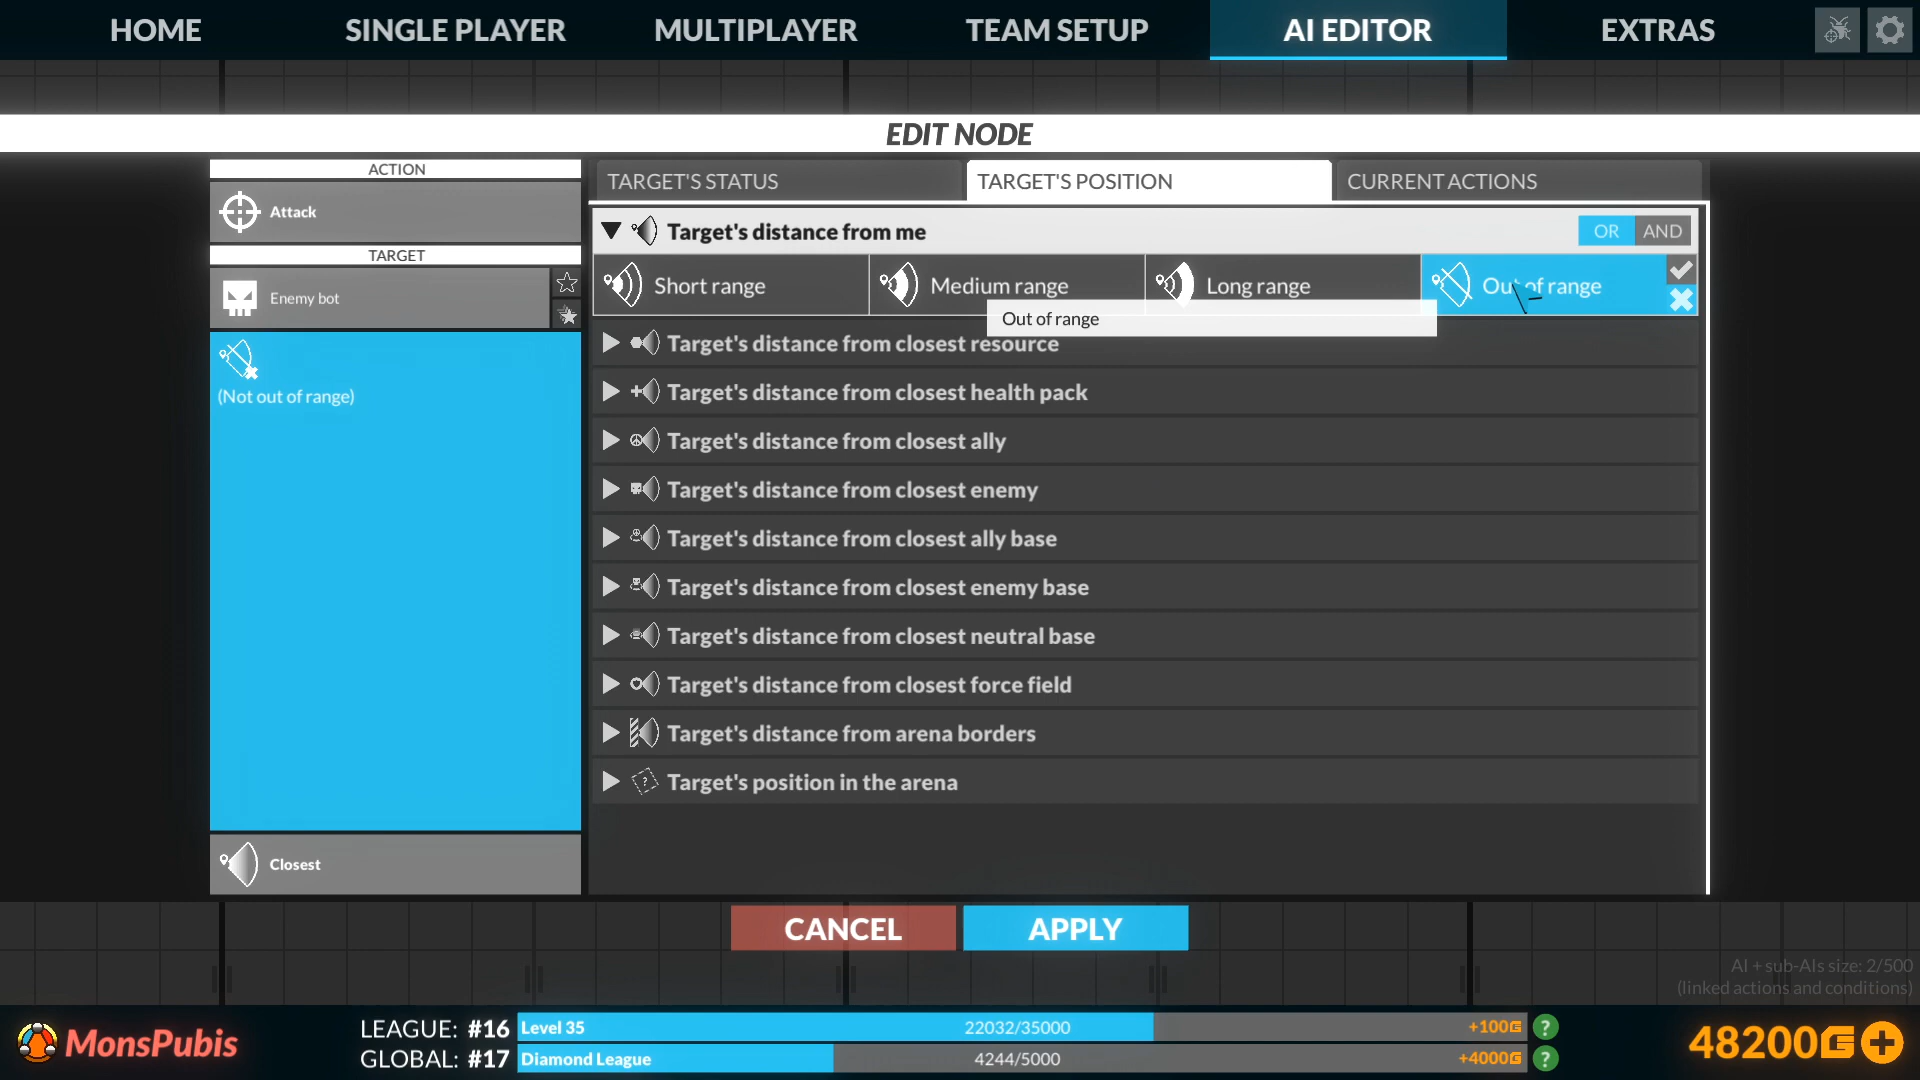 HOME
SINGLE PLAYER
MULTIPLAYER
TEAM SETUP
AI EDITOR
EXTRAS
EDIT NODE
ACTION
Attack
TARGET
Enemy bot
(Not out of range)
Closest
TARGET'S STATUS
TARGET'S POSITION
CURRENT ACTIONS
Target's distance from me
OR
AND
Short range
Medium range
Long range
Out of range
Out of range
Target's distance from closest resource
Target's distance from closest health pack
Target's distance from closest ally
Target's distance from closest enemy
Target's distance from closest ally base
Target's distance from closest enemy base
Target's distance from closest neutral base
Target's distance from closest force field
Target's distance from arena borders
Target's position in the arena
CANCEL
APPLY
AI + sub-AIs size: 2/500
(linked actions and conditions)
MonsPubis
LEAGUE: #16
Level 35
22032/35000
+100G
?
GLOBAL: #17
Diamond League
4244/5000
+4000G
?
48200G